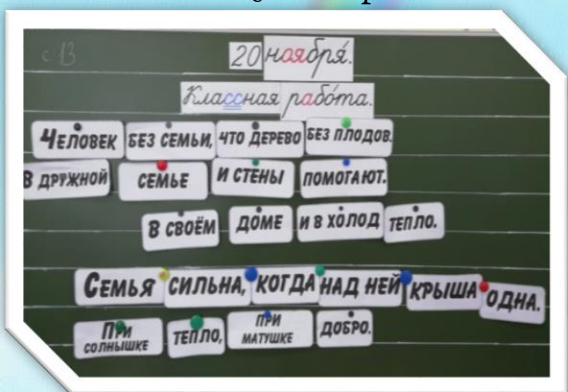 с. 13
20 ноября.
Классная работа.
Человек без семьи, что дерево без плодов.
В дружной семье и стены помогают.
В своём доме и в холод тепло.
Семья сильна, когда над ней крыша одна.
При солнышке тепло, при матушке добро.